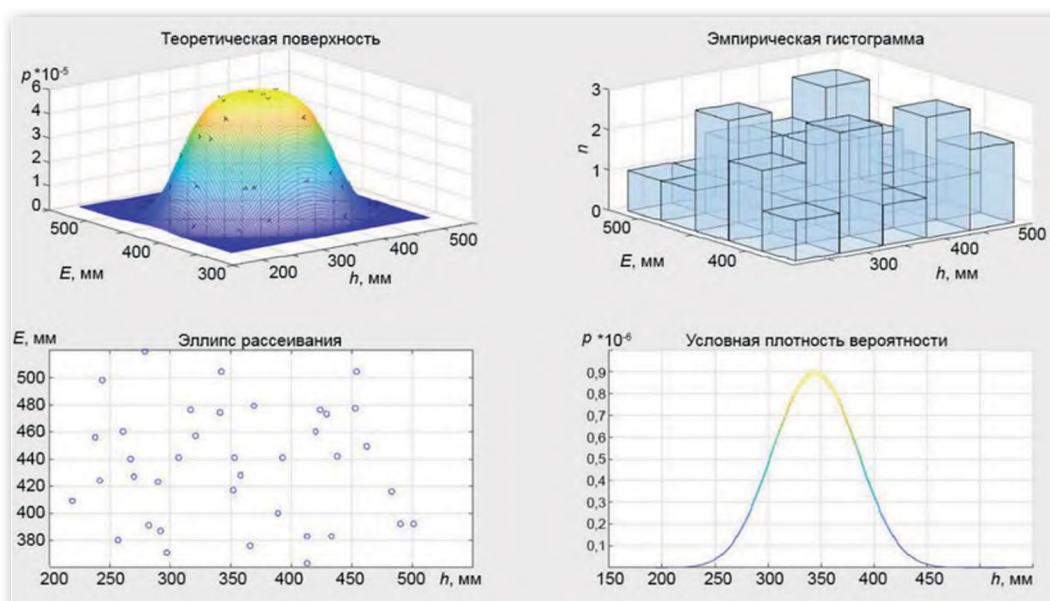 Теоретическая поверхность
p *10⁻⁵
6
5
4
3
2
1
0
500
400
300
E, мм
200
300
400
500
h, мм
Эмпирическая гистограмма
n
3
2
1
0
500
400
E, мм
300
400
500
h, мм
E, мм
Эллипс рассеивания
500
480
460
440
420
400
380
200 250 300 350 400 450 500 h, мм
p *10⁻⁶
Условная плотность вероятности
0,9
0,8
0,7
0,6
0,5
0,4
0,3
0,2
0,1
150 200 250 300 350 400 450 h, мм